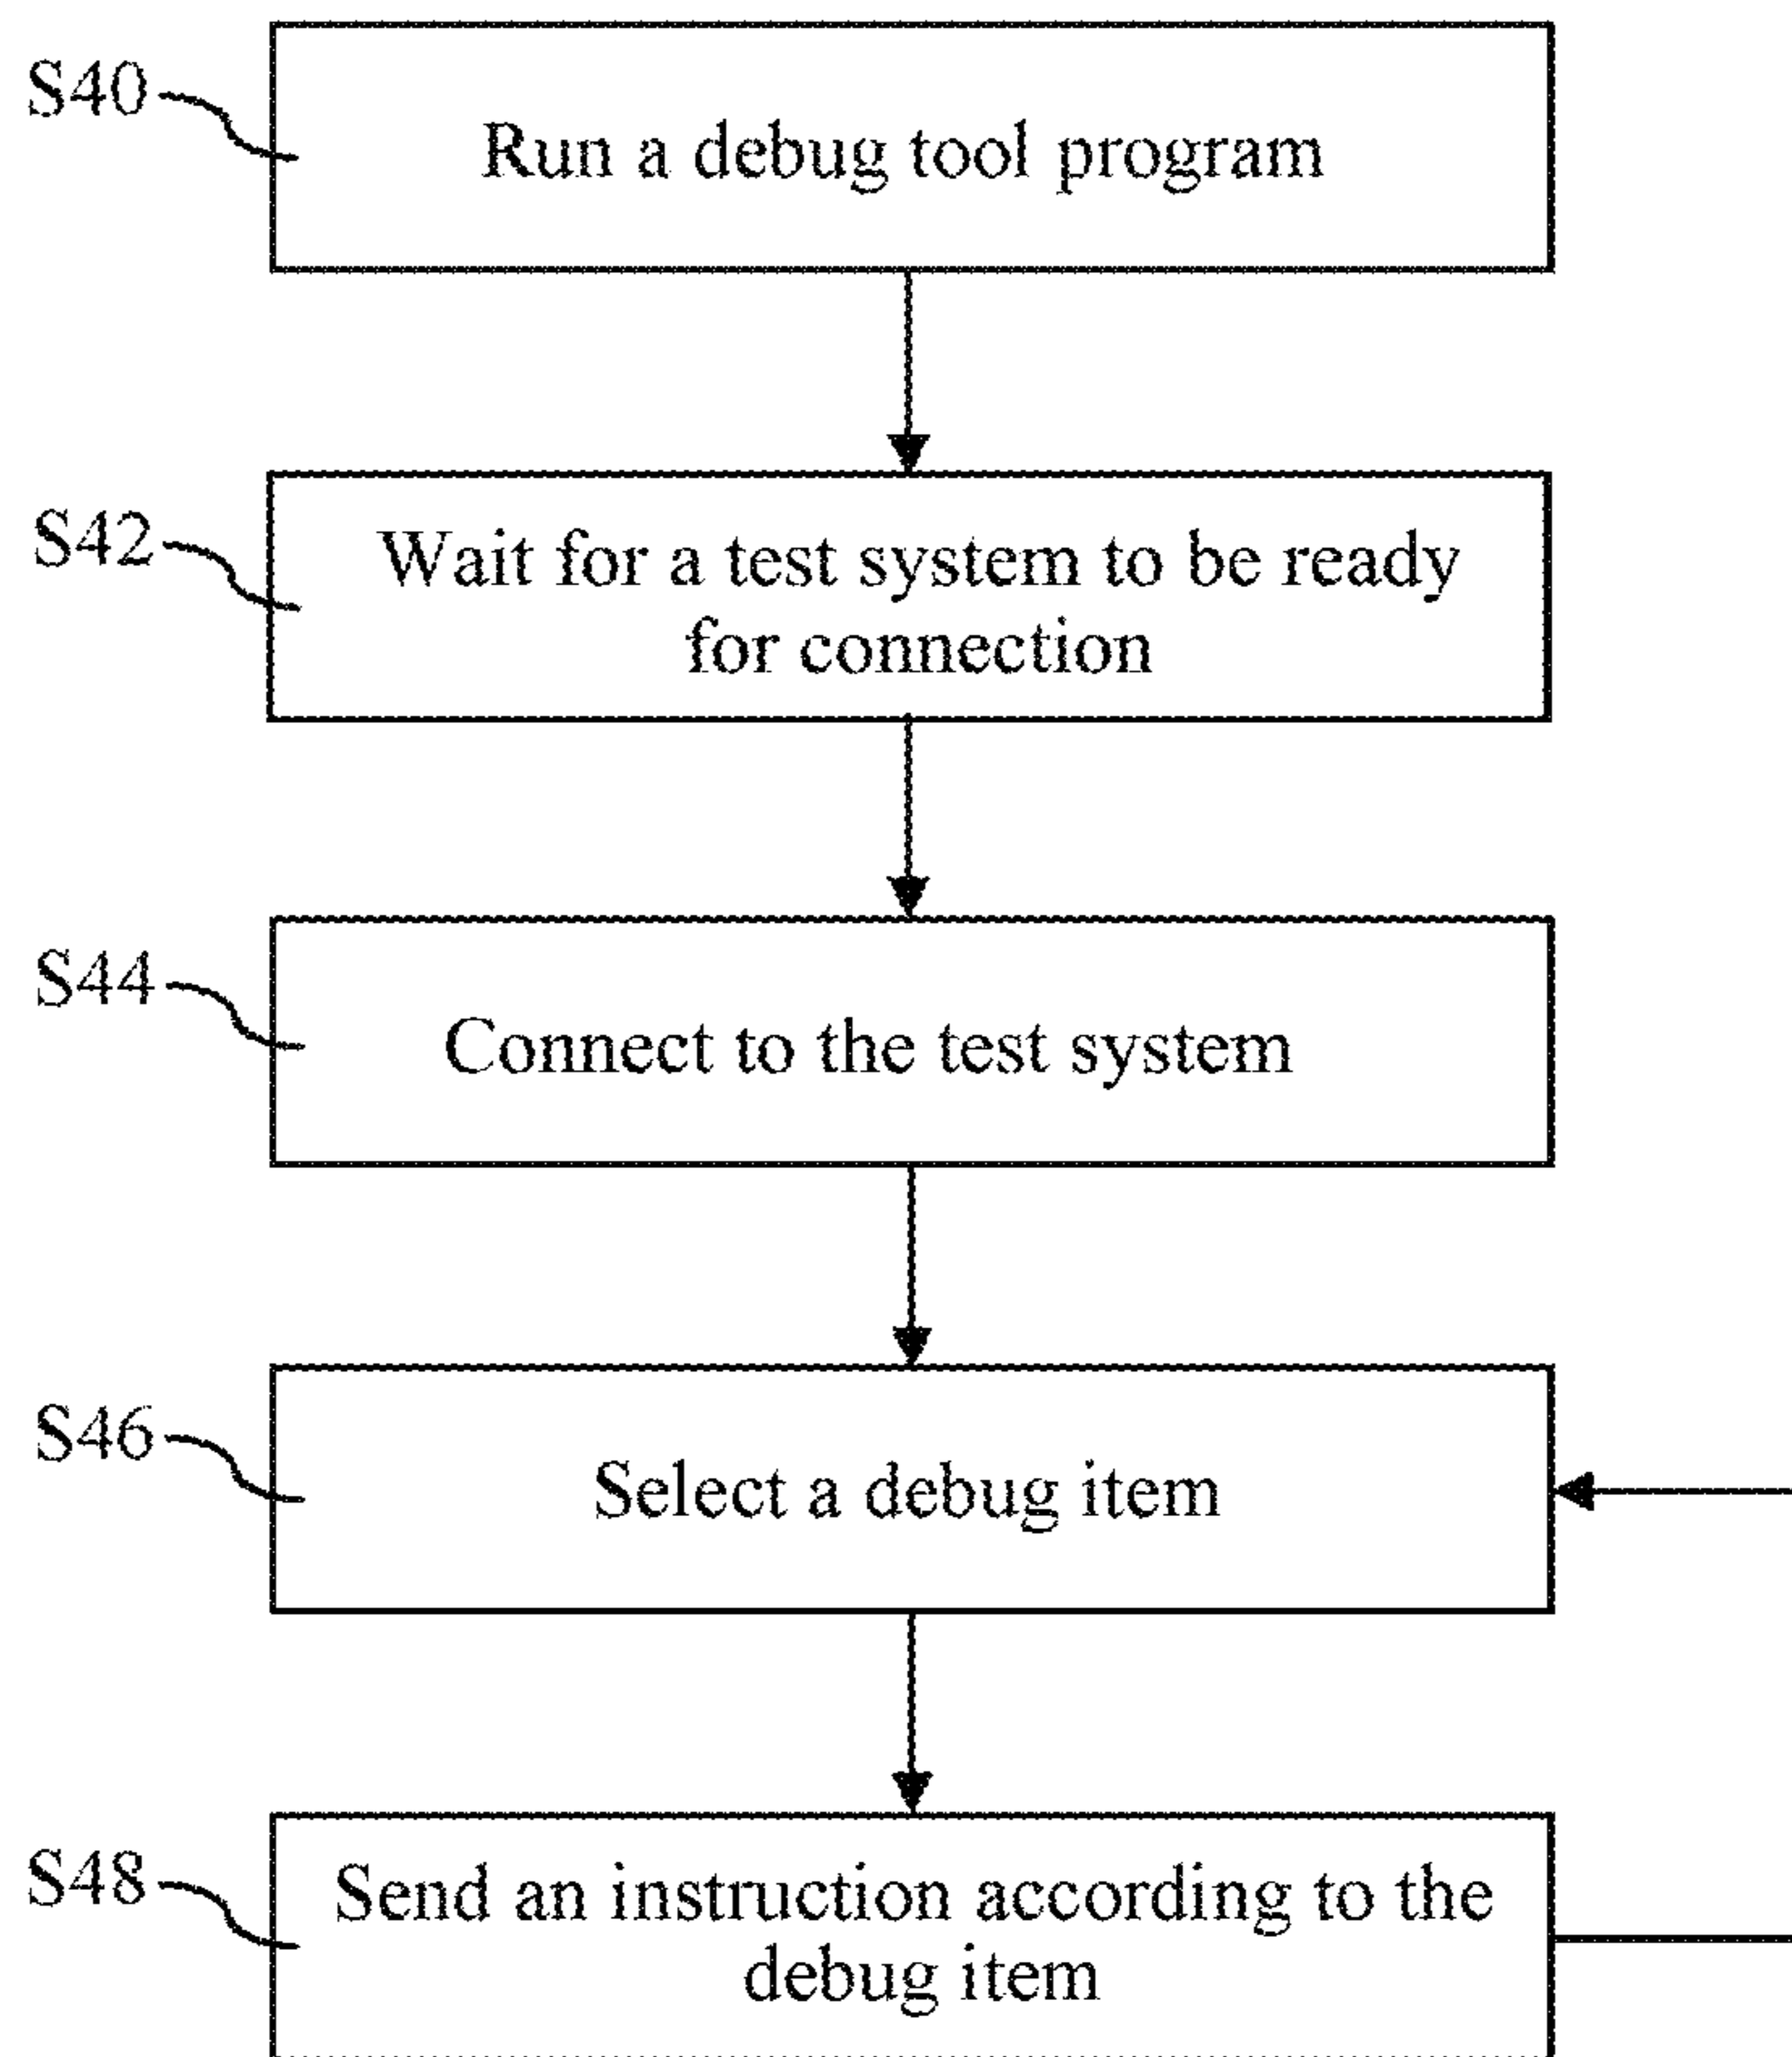 S40
Run a debug tool program
S42
Wait for a test system to be ready
for connection
S44
Connect to the test system
S46
Select a debug item
S48
Send an instruction according to the
debug item